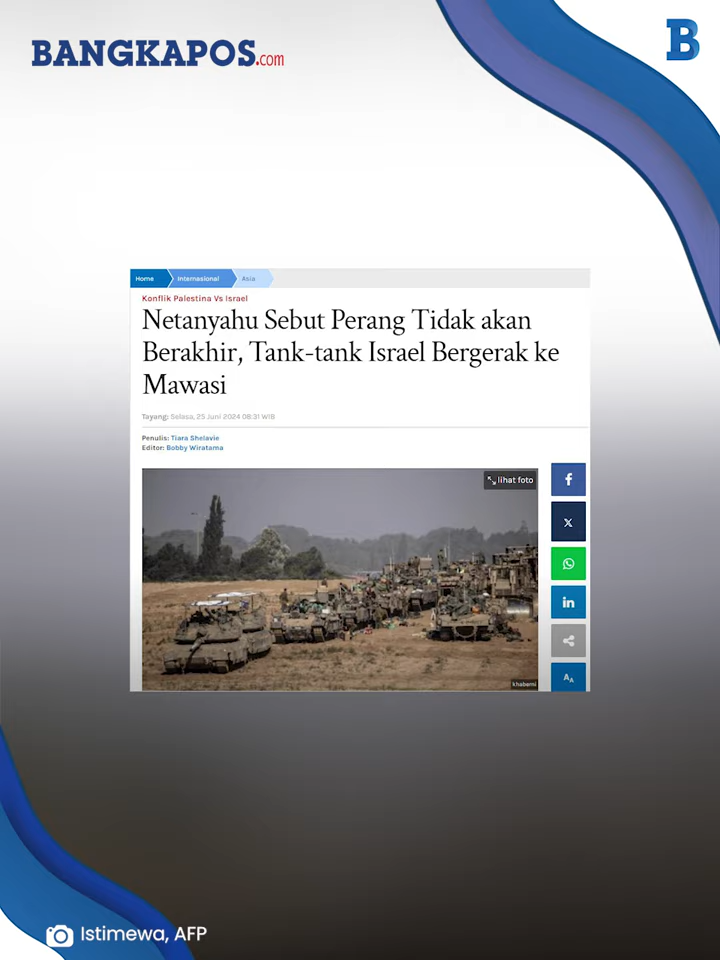 BANGKAPOS.com
B
Home Internasional Asia
Konflik Palestina Vs Israel
Netanyahu Sebut Perang Tidak akan
Berakhir, Tank-tank Israel Bergerak ke
Mawasi
Tayang: Selasa, 25 Juni 2024 08:31 WIB
Penulis: Tiara Shelavie
Editor: Bobby Wiratama
lihat foto
f
X
in
AA
khaberni
Istimewa, AFP